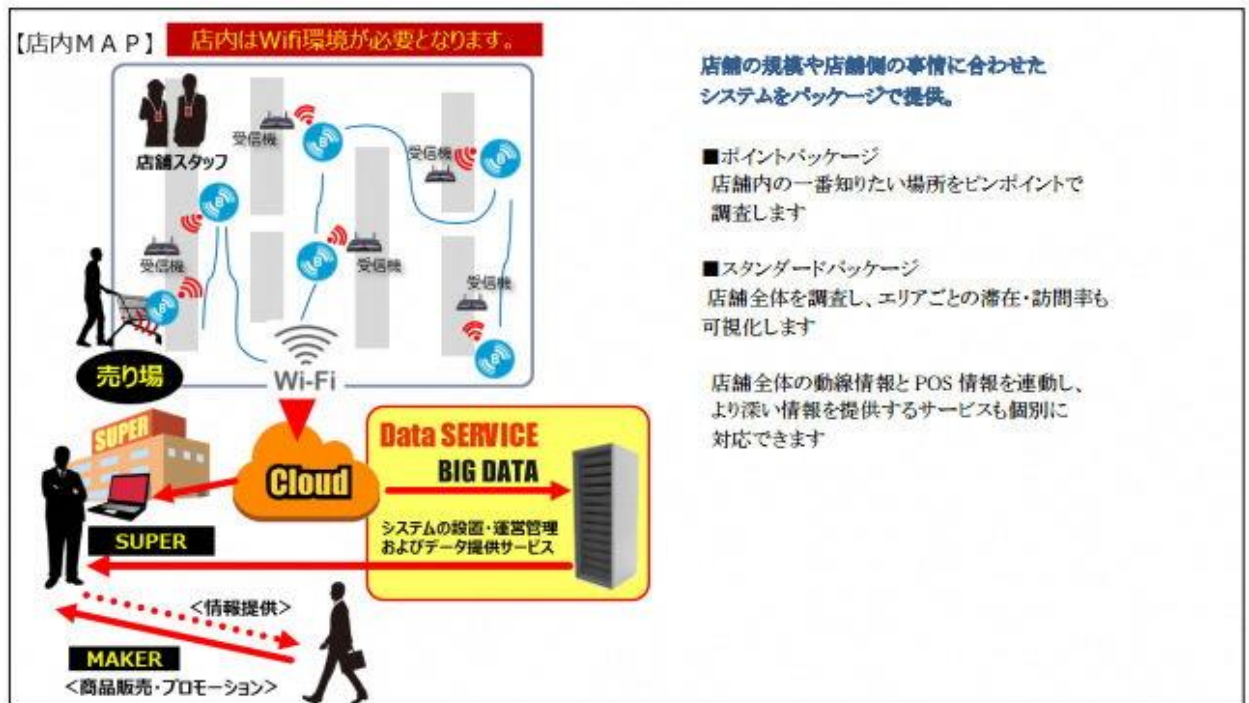 【店内ＭＡＰ】
店内はWifi環境が必要となります。
店舗スタッフ
受信機
受信機
受信機
受信機
受信機
売り場
Wi-Fi
SUPER
Cloud
Data SERVICE
BIG DATA
システムの設置・運営管理
およびデータ提供サービス
SUPER
<情報提供>
MAKER
<商品販売・プロモーション>
店舗の規模や店舗側の事情に合わせた
システムをパッケージで提供。
■ポイントパッケージ
店舗内の一番知りたい場所をピンポイントで
調査します
■スタンダードパッケージ
店舗全体を調査し、エリアごとの滞在・訪問率も
可視化します
店舗全体の動線情報とPOS 情報を連動し、
より深い情報を提供するサービスも個別に
対応できます